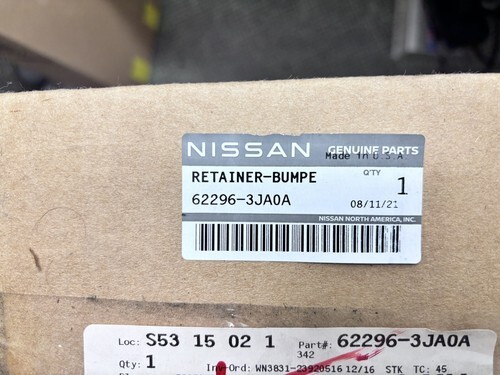 NISSAN GENUINE PARTS
Made in U.S.A.
RETAINER-BUMPE Q'TY
62296-3JA0A 1
08/11/21
NISSAN NORTH AMERICA, INC.
Loc: S53 15 02 1 Part#: 62296-3JA0A
342
Qty: 1 Inv-Ord: WN3831-23920516 12/16 STK TC: 45